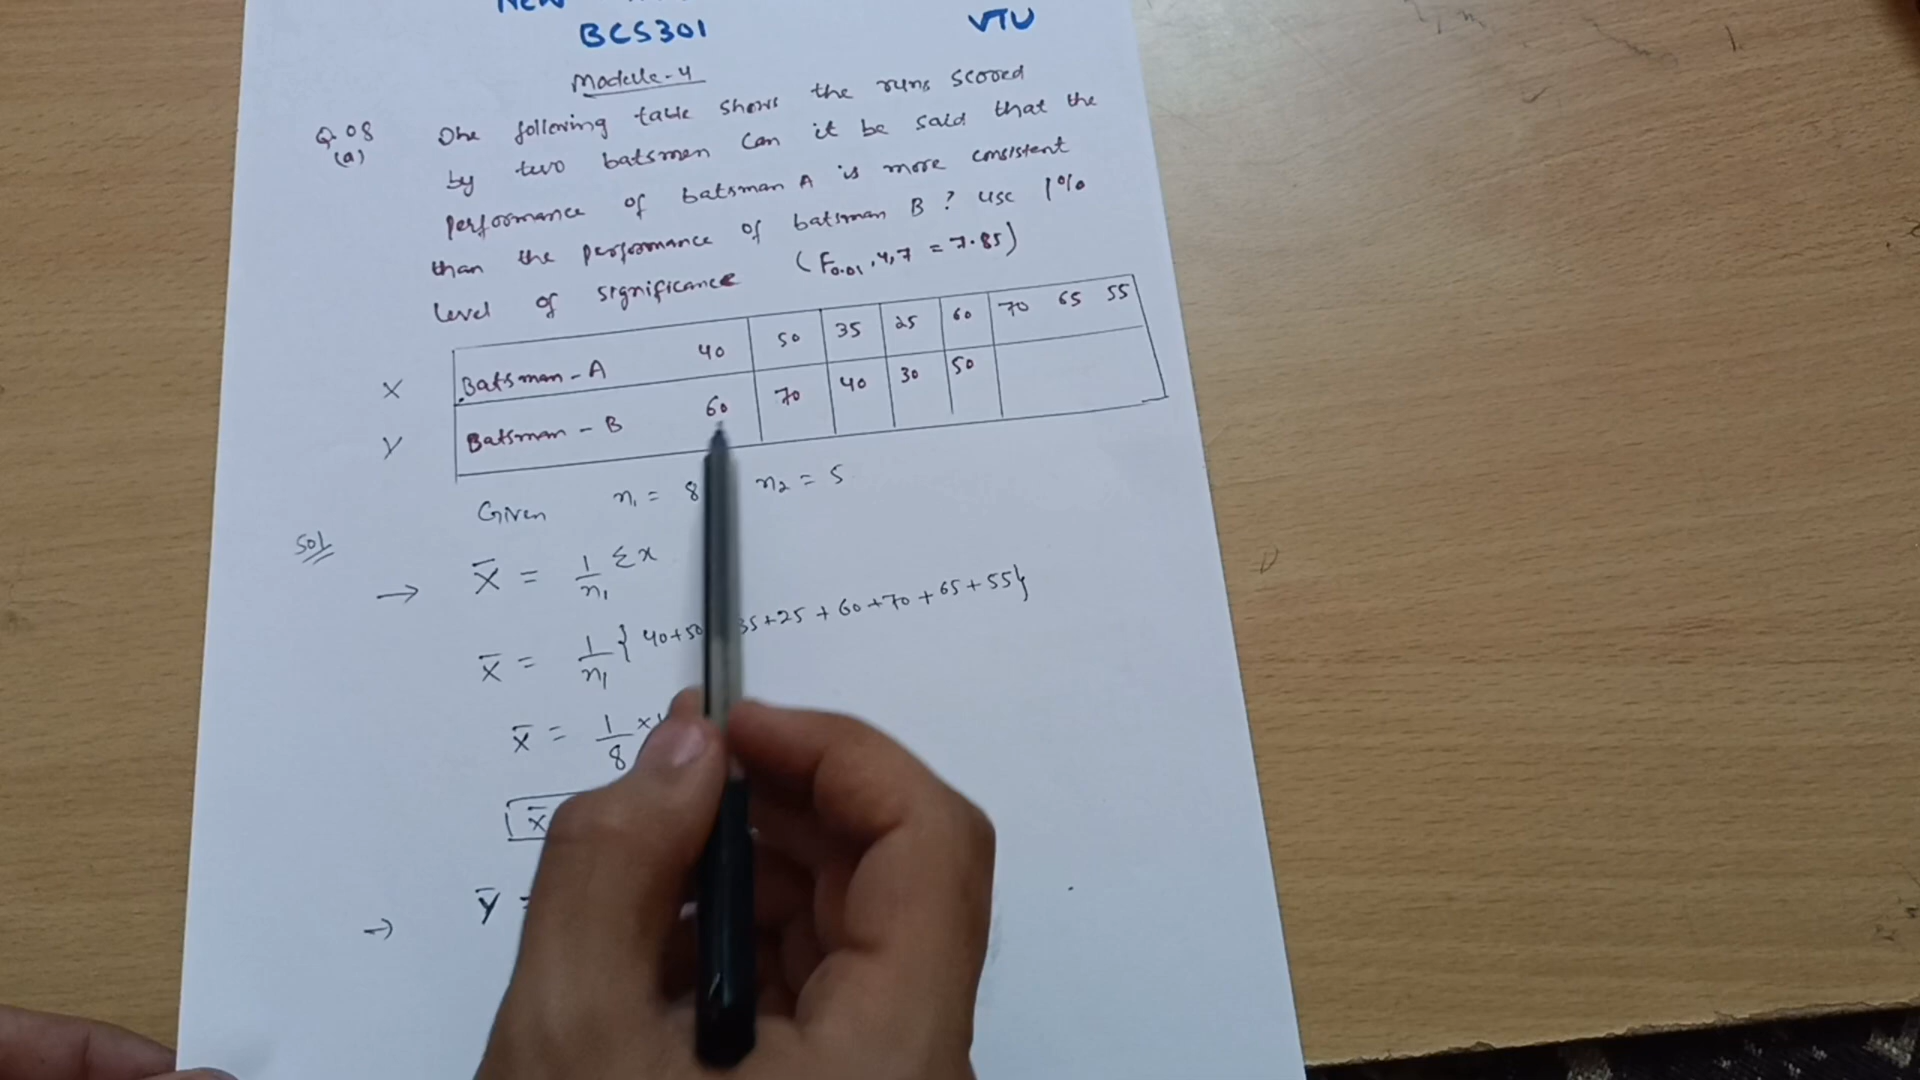 BCS301 VTU
Module-4
Q.08 The following table shows the runs scored
(a) by two batsmen can it be said that the
performance of batsman A is more consistent
than the performance of batsman B ? use 1%
level of significance (F0.01, 4,7 = 7.85)
X Batsman - A 40 50 35 25 60 70 65 55
Y Batsman - B 60 70 40 30 50
Given n1 = 8 n2 = 5
Sol
→ X̄ = 1/n1 Σx
x̄ = 1/n1 { 40+50 35+25 + 60+70 + 65+55}
x̄ = 1/8 ×
x̄
→ Ȳ =